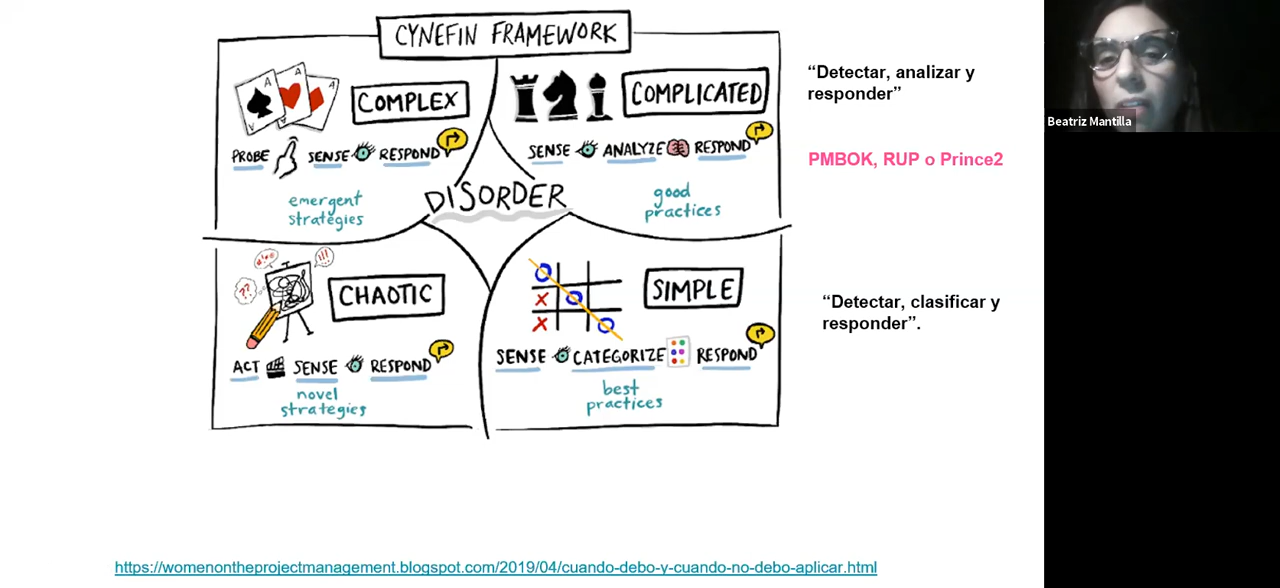 CYNEFIN FRAMEWORK
A A A
A
COMPLEX
PROBE SENSE RESPOND
emergent
strategies
COMPLICATED
SENSE ANALYZE RESPOND
good
practices
DISORDER
??
!!!
CHAOTIC
ACT SENSE RESPOND
novel
strategies
O
X O
X O
SIMPLE
SENSE CATEGORIZE RESPOND
best
practices
“Detectar, analizar y
responder”
PMBOK, RUP o Prince2
“Detectar, clasificar y
responder”.
Beatriz Mantilla
https://womenontheprojectmanagement.blogspot.com/2019/04/cuando-debo-y-cuando-no-debo-aplicar.html